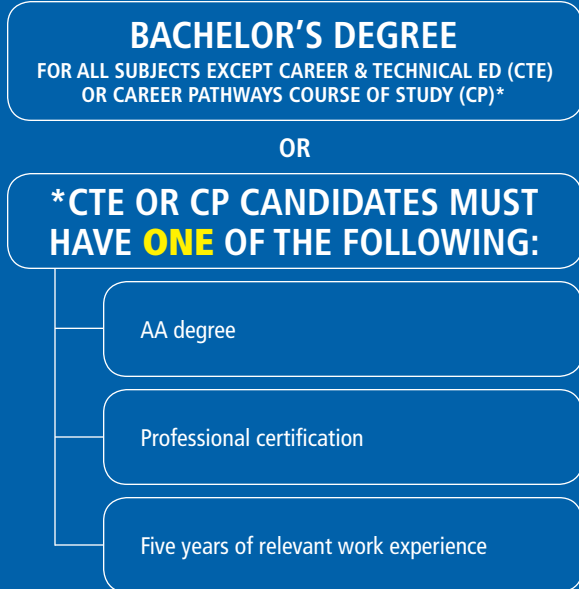 BACHELOR’S DEGREE
FOR ALL SUBJECTS EXCEPT CAREER & TECHNICAL ED (CTE)
OR CAREER PATHWAYS COURSE OF STUDY (CP)*
OR
*CTE OR CP CANDIDATES MUST
HAVE ONE OF THE FOLLOWING:
AA degree
Professional certification
Five years of relevant work experience